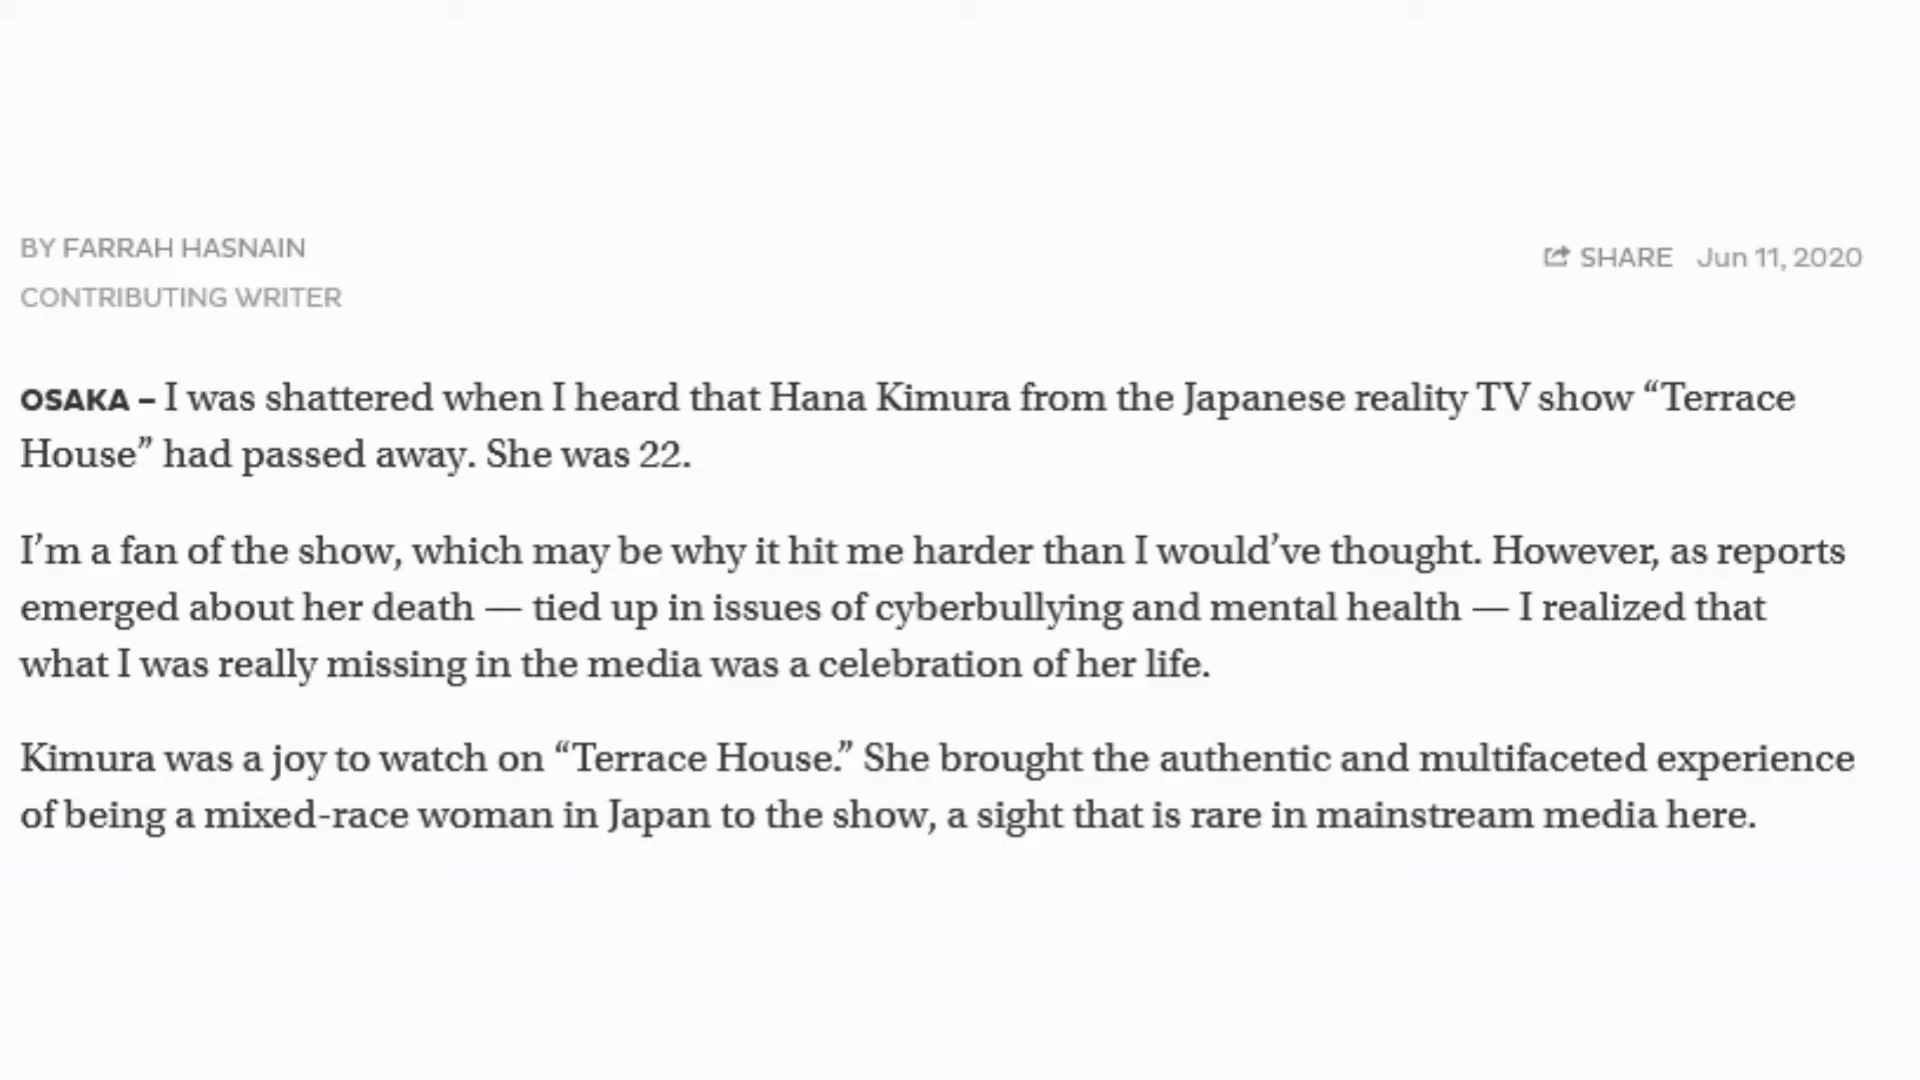 BY FARRAH HASNAIN
CONTRIBUTING WRITER
SHARE Jun 11, 2020
OSAKA – I was shattered when I heard that Hana Kimura from the Japanese reality TV show “Terrace
House” had passed away. She was 22.
I’m a fan of the show, which may be why it hit me harder than I would’ve thought. However, as reports
emerged about her death — tied up in issues of cyberbullying and mental health — I realized that
what I was really missing in the media was a celebration of her life.
Kimura was a joy to watch on “Terrace House.” She brought the authentic and multifaceted experience
of being a mixed-race woman in Japan to the show, a sight that is rare in mainstream media here.